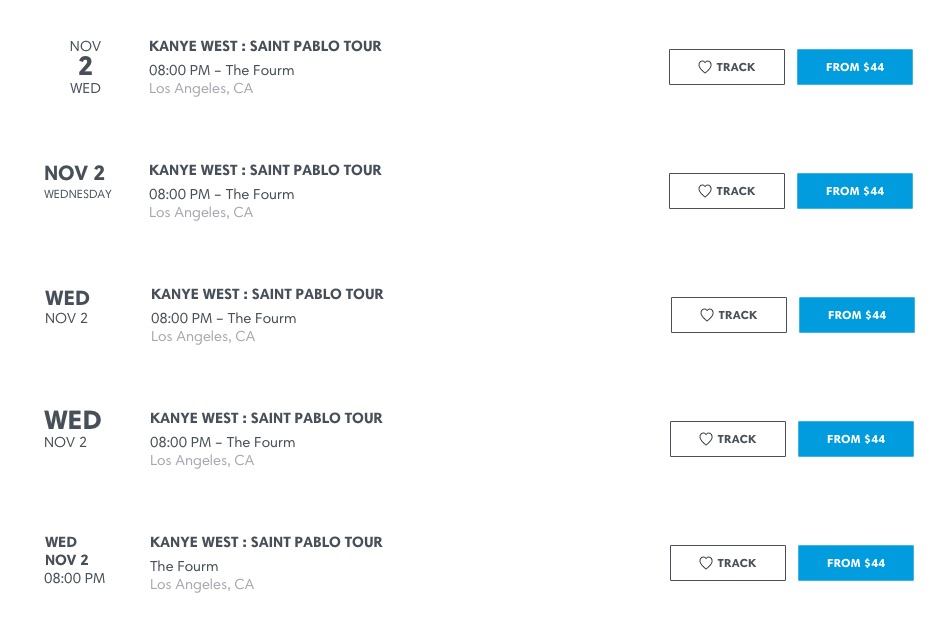 NOV
2
WED
KANYE WEST : SAINT PABLO TOUR
08:00 PM – The Fourm
Los Angeles, CA
TRACK
FROM $44
NOV 2
WEDNESDAY
KANYE WEST : SAINT PABLO TOUR
08:00 PM – The Fourm
Los Angeles, CA
TRACK
FROM $44
WED
NOV 2
KANYE WEST : SAINT PABLO TOUR
08:00 PM – The Fourm
Los Angeles, CA
TRACK
FROM $44
WED
NOV 2
KANYE WEST : SAINT PABLO TOUR
08:00 PM – The Fourm
Los Angeles, CA
TRACK
FROM $44
WED
NOV 2
08:00 PM
KANYE WEST : SAINT PABLO TOUR
The Fourm
Los Angeles, CA
TRACK
FROM $44